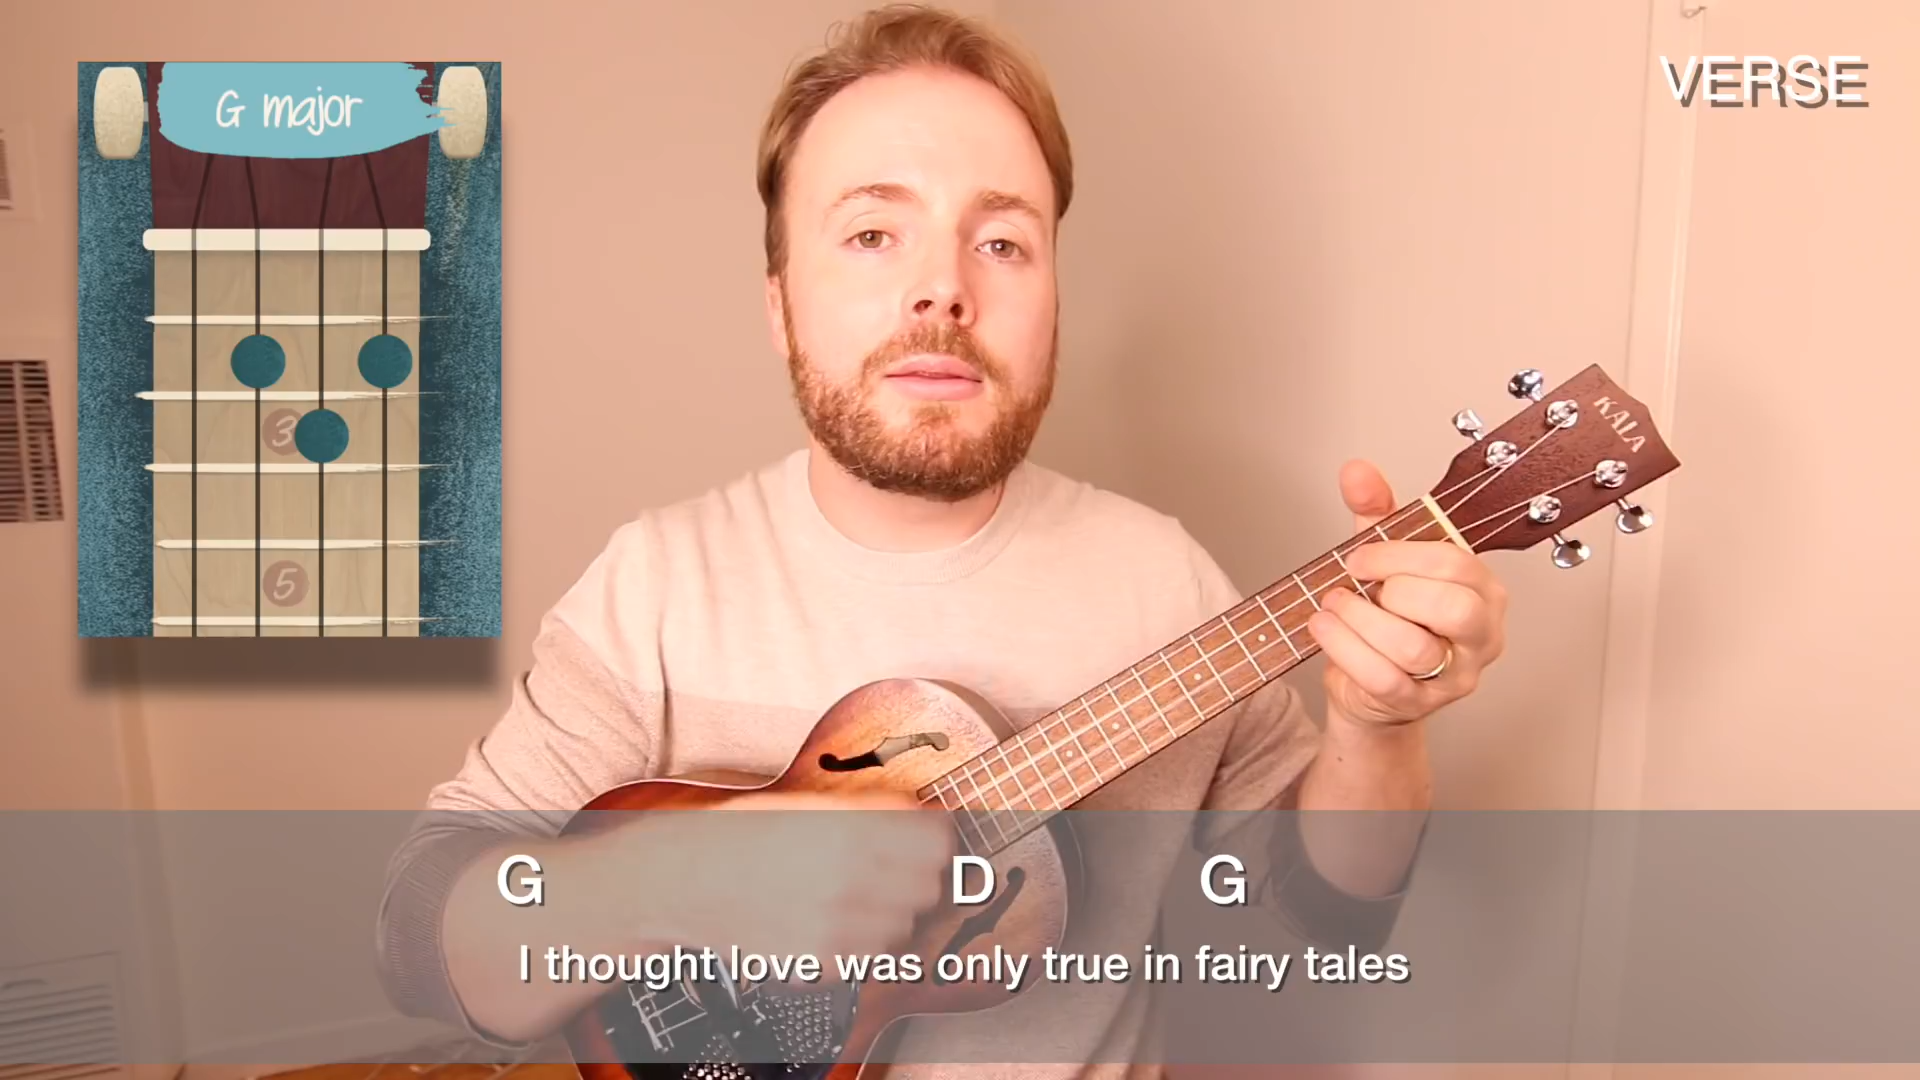 G major
VERSE
3
5
KALA
G D G
I thought love was only true in fairy tales